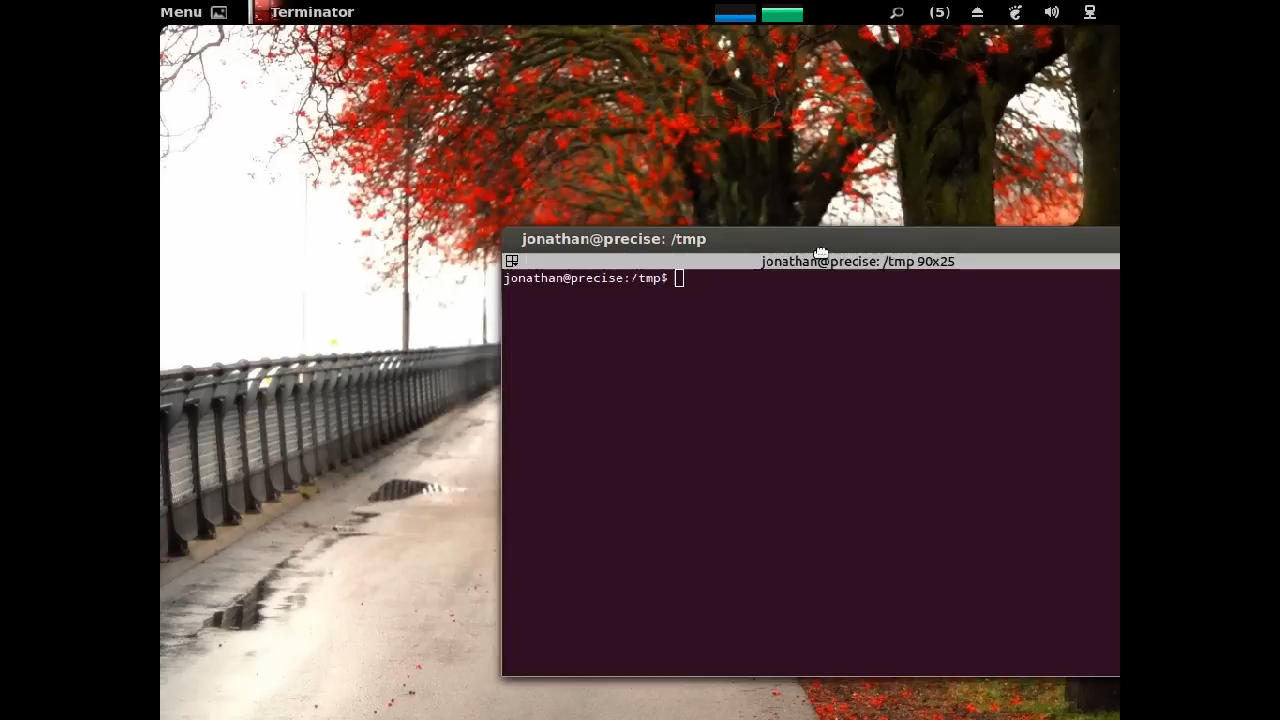 Menu
Terminator
(5)
jonathan@precise: /tmp
jonathan@precise: /tmp 90x25
jonathan@precise:/tmp$